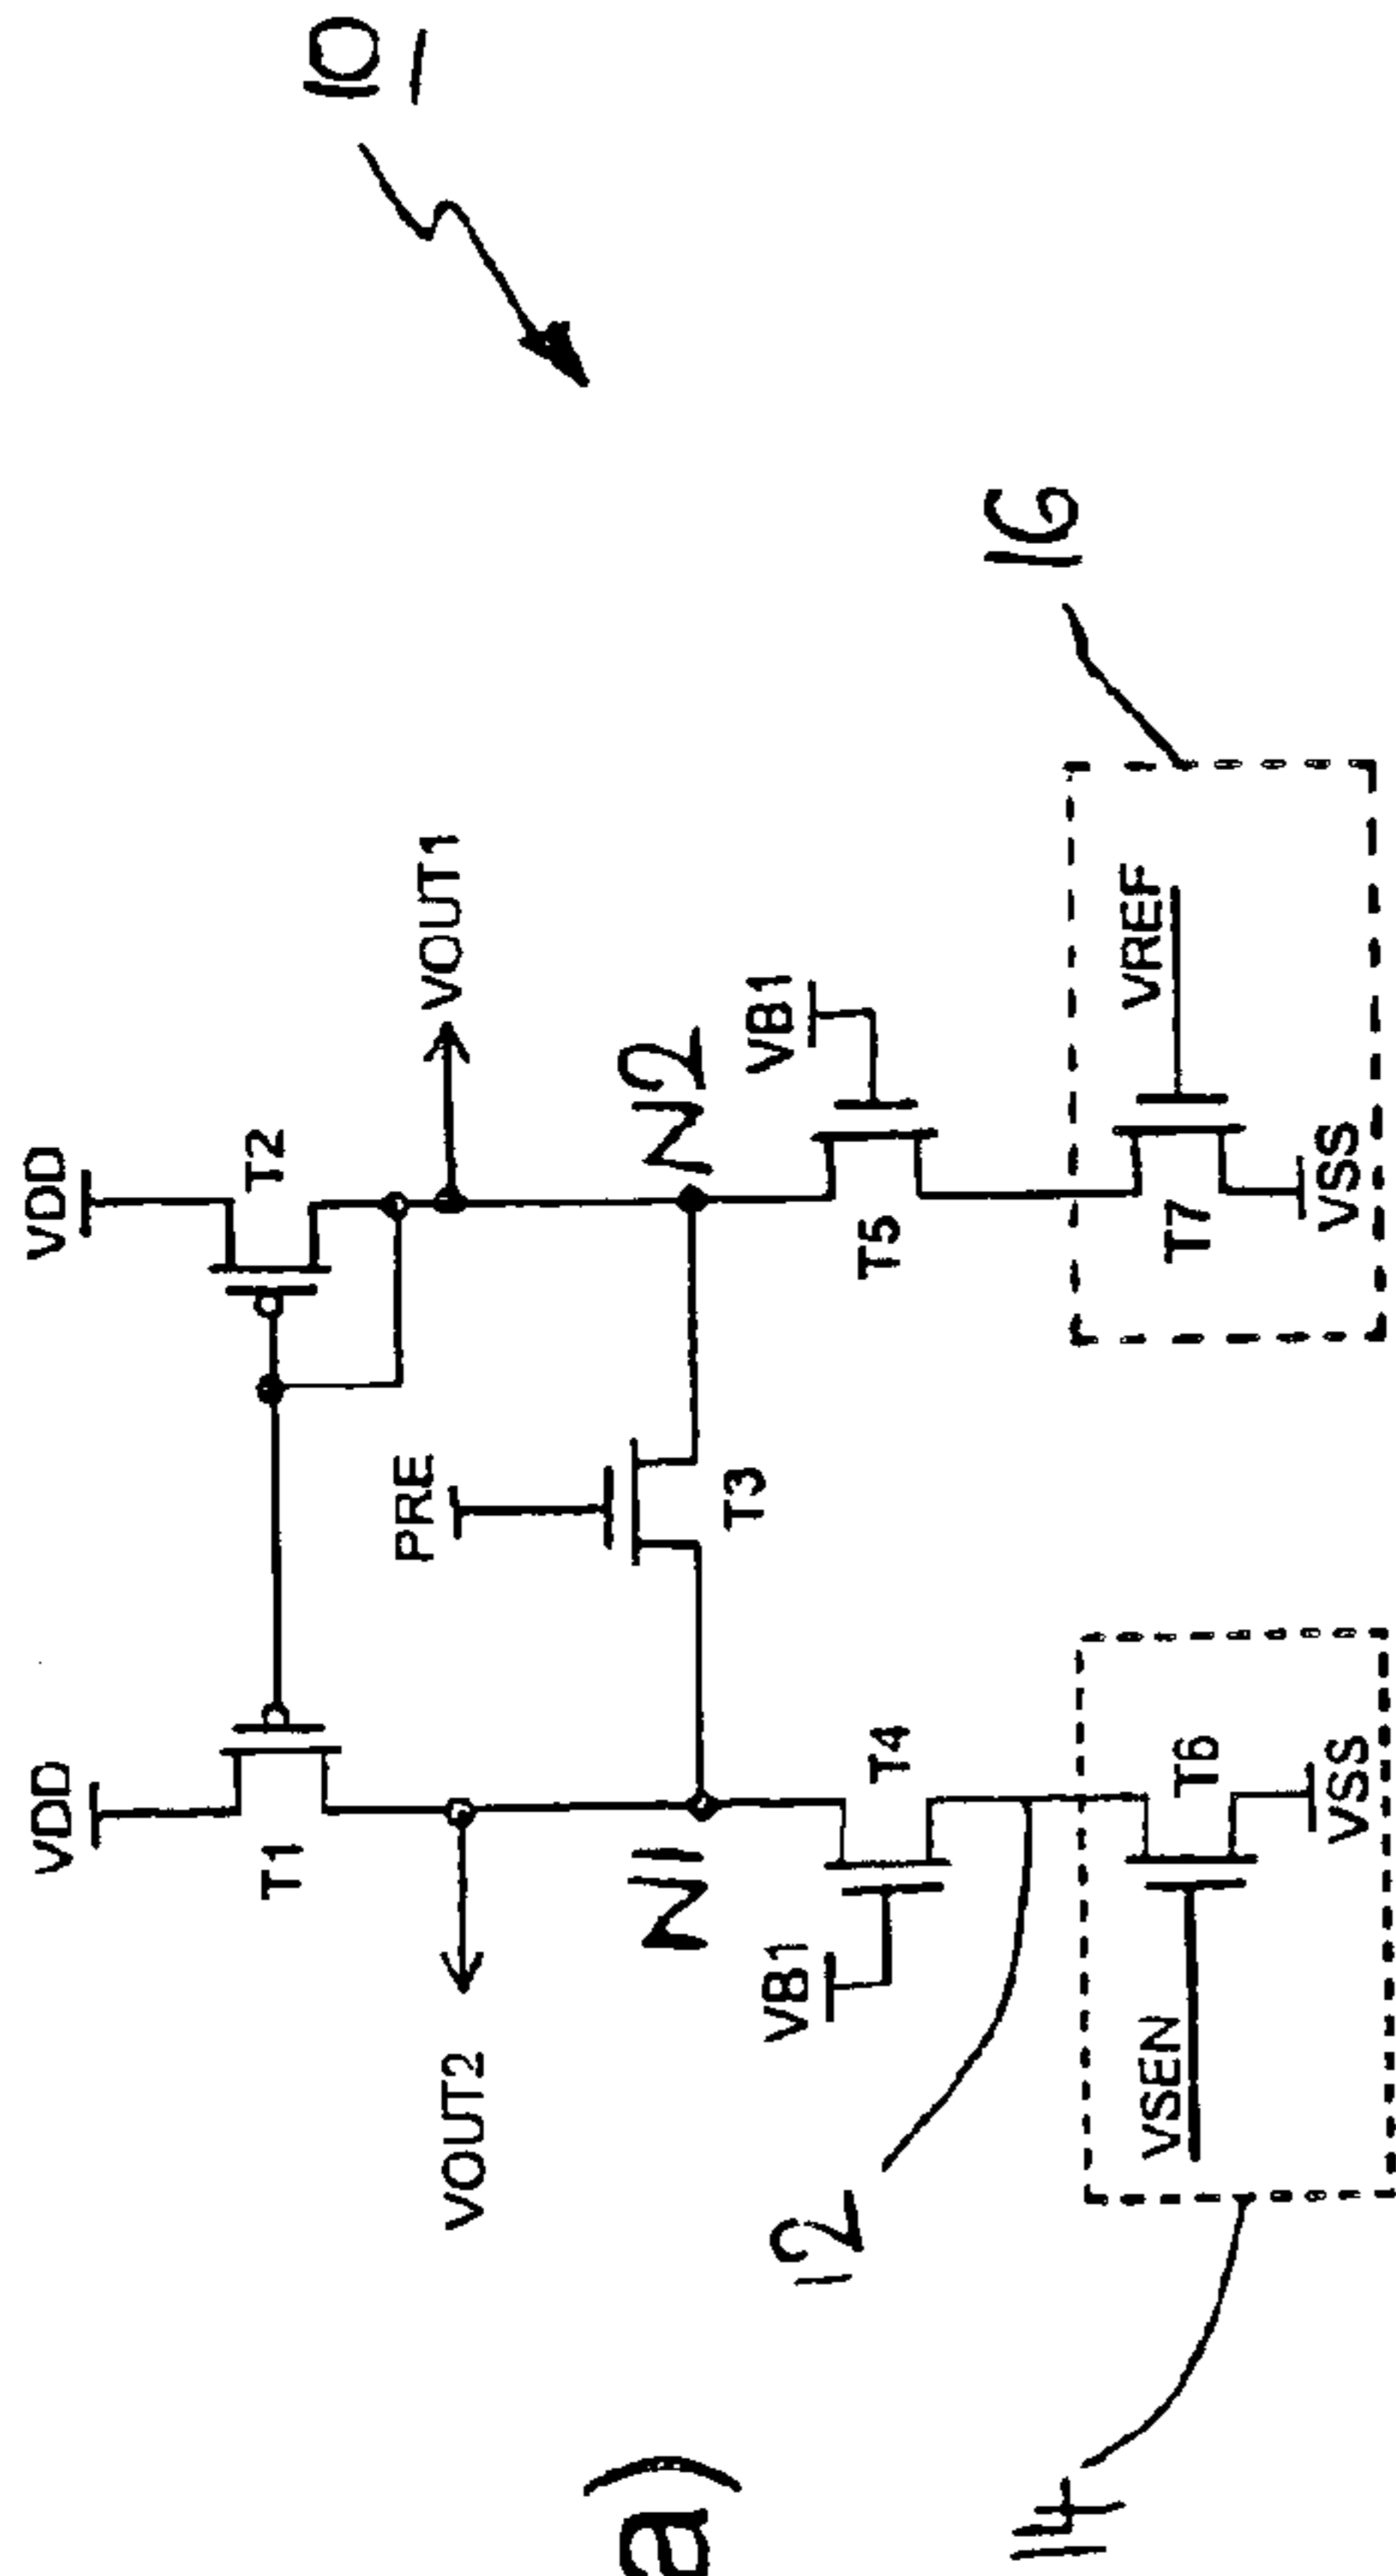 10
VDD
VDD
T1
T2
VOUT2
VOUT1
PRE
N1
N2
T3
a)
VB1
VB1
T4
T5
12
16
VSEN
T6
VREF
T7
14
VSS
VSS